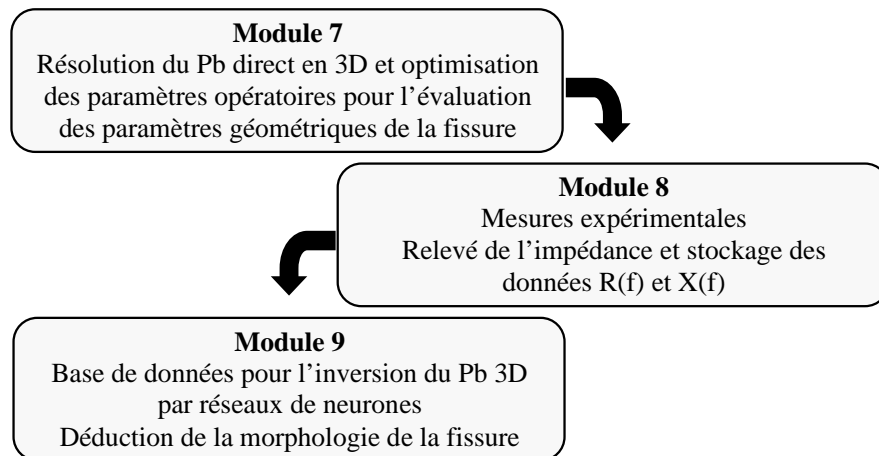 Module 7
Résolution du Pb direct en 3D et optimisation
des paramètres opératoires pour l’évaluation
des paramètres géométriques de la fissure
Module 8
Mesures expérimentales
Relevé de l’impédance et stockage des
données R(f) et X(f)
Module 9
Base de données pour l’inversion du Pb 3D
par réseaux de neurones
Déduction de la morphologie de la fissure